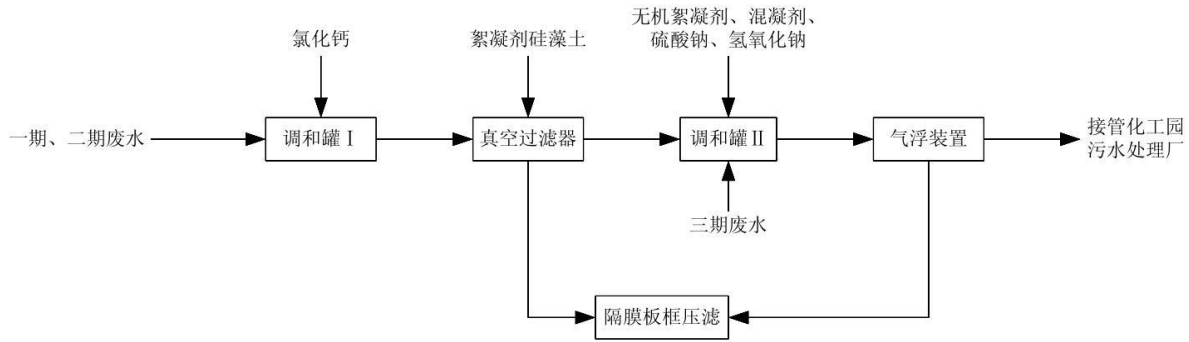 无机絮凝剂、混凝剂、
硫酸钠、氢氧化钠
氯化钙
絮凝剂硅藻土
一期、二期废水
调和罐Ⅰ
真空过滤器
调和罐Ⅱ
气浮装置
接管化工园
污水处理厂
三期废水
隔膜板框压滤